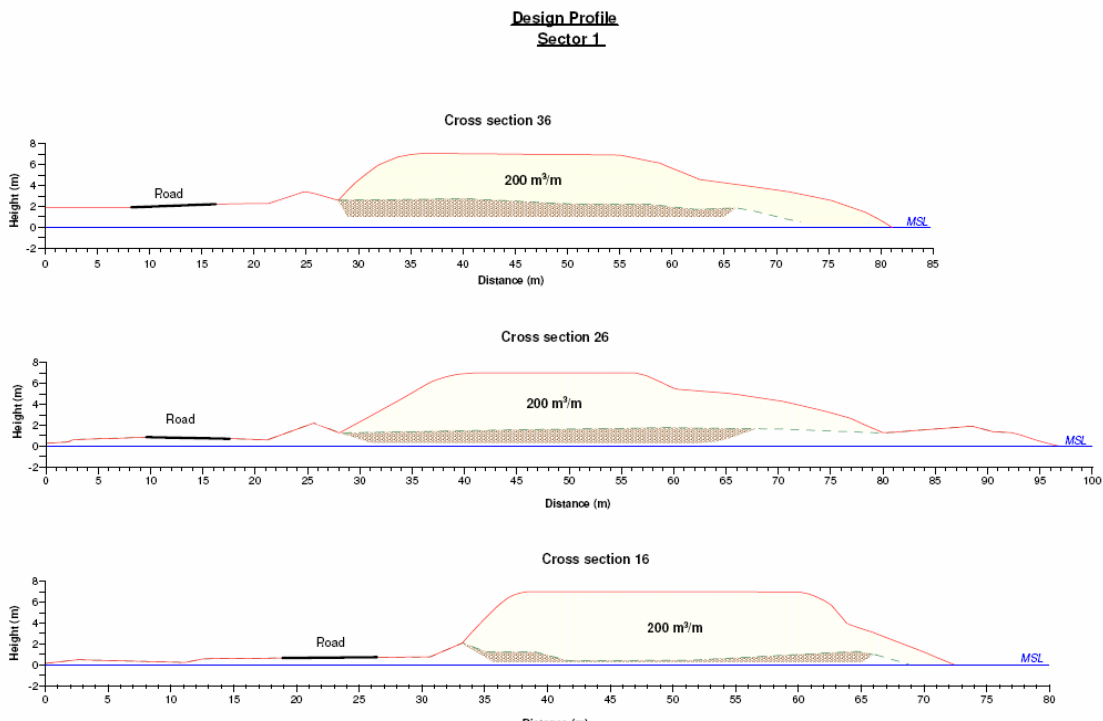 Design Profile
Sector 1
Cross section 36
8
6
4
2
0
-2
Height (m)
Road
200 m³/m
MSL
0 5 10 15 20 25 30 35 40 45 50 55 60 65 70 75 80 85
Distance (m)
Cross section 26
8
6
4
2
0
-2
Height (m)
Road
200 m³/m
MSL
0 5 10 15 20 25 30 35 40 45 50 55 60 65 70 75 80 85 90 95 100
Distance (m)
Cross section 16
8
6
4
2
0
-2
Height (m)
Road
200 m³/m
MSL
0 5 10 15 20 25 30 35 40 45 50 55 60 65 70 75 80
Distance (m)